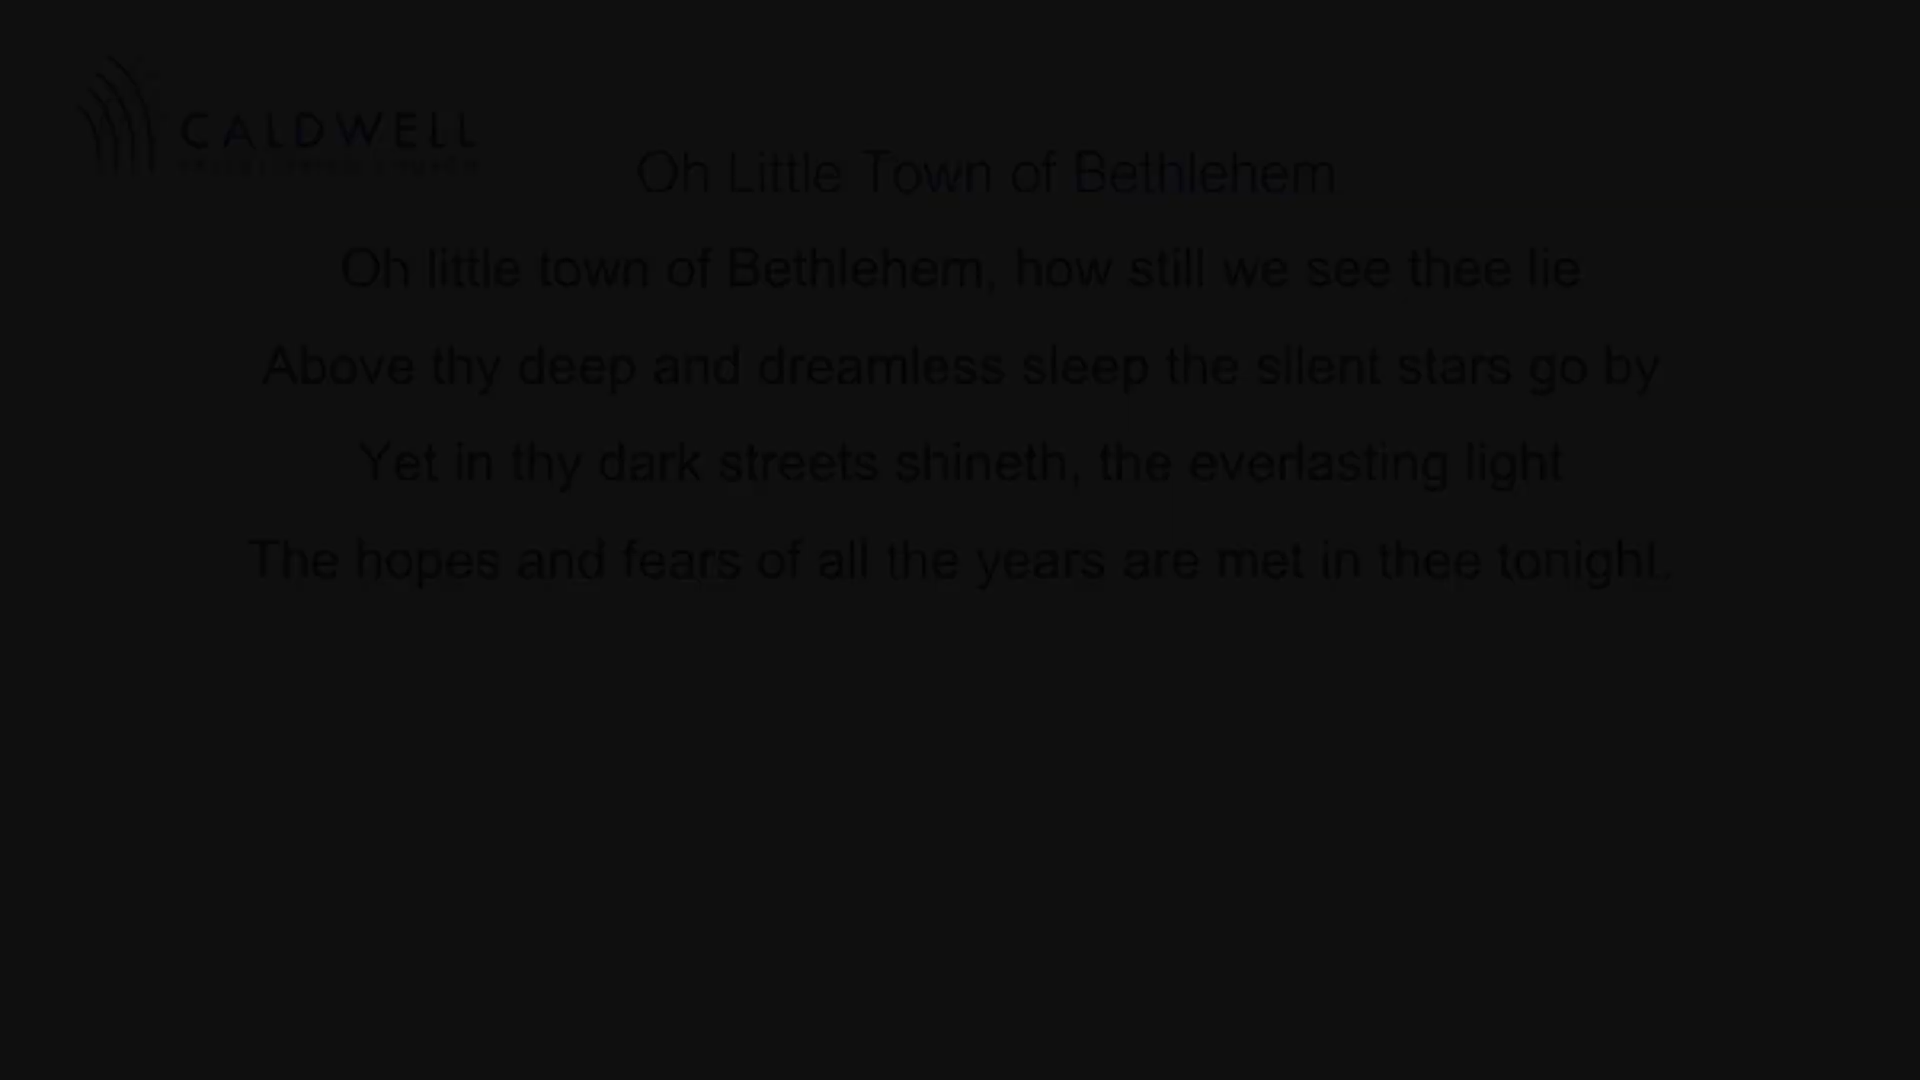 CALDWELL
Oh Little Town of Bethlehem
Oh little town of Bethlehem, how still we see thee lie
Above thy deep and dreamless sleep the silent stars go by
Yet in thy dark streets shineth, the everlasting light
The hopes and fears of all the years are met in thee tonight.